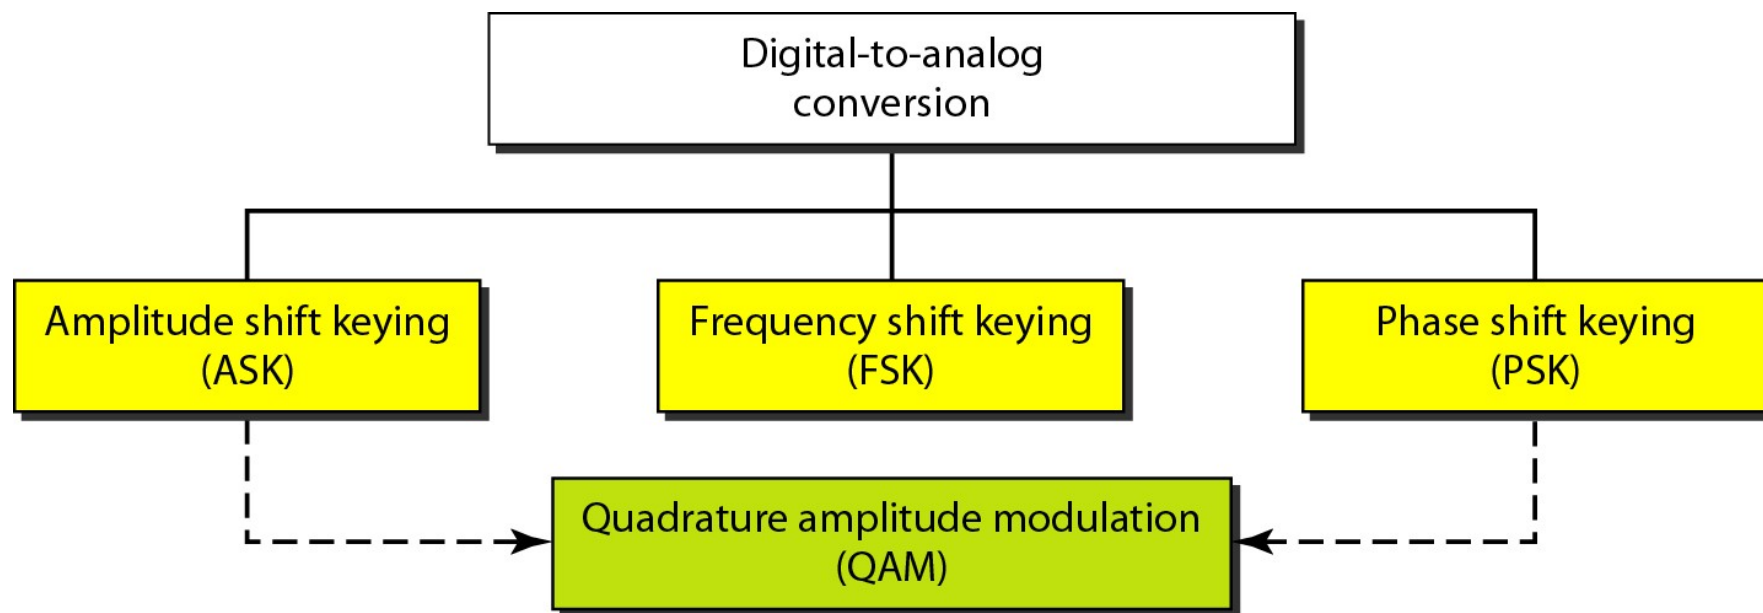 Digital-to-analog
conversion
Amplitude shift keying
(ASK)
Frequency shift keying
(FSK)
Phase shift keying
(PSK)
Quadrature amplitude modulation
(QAM)